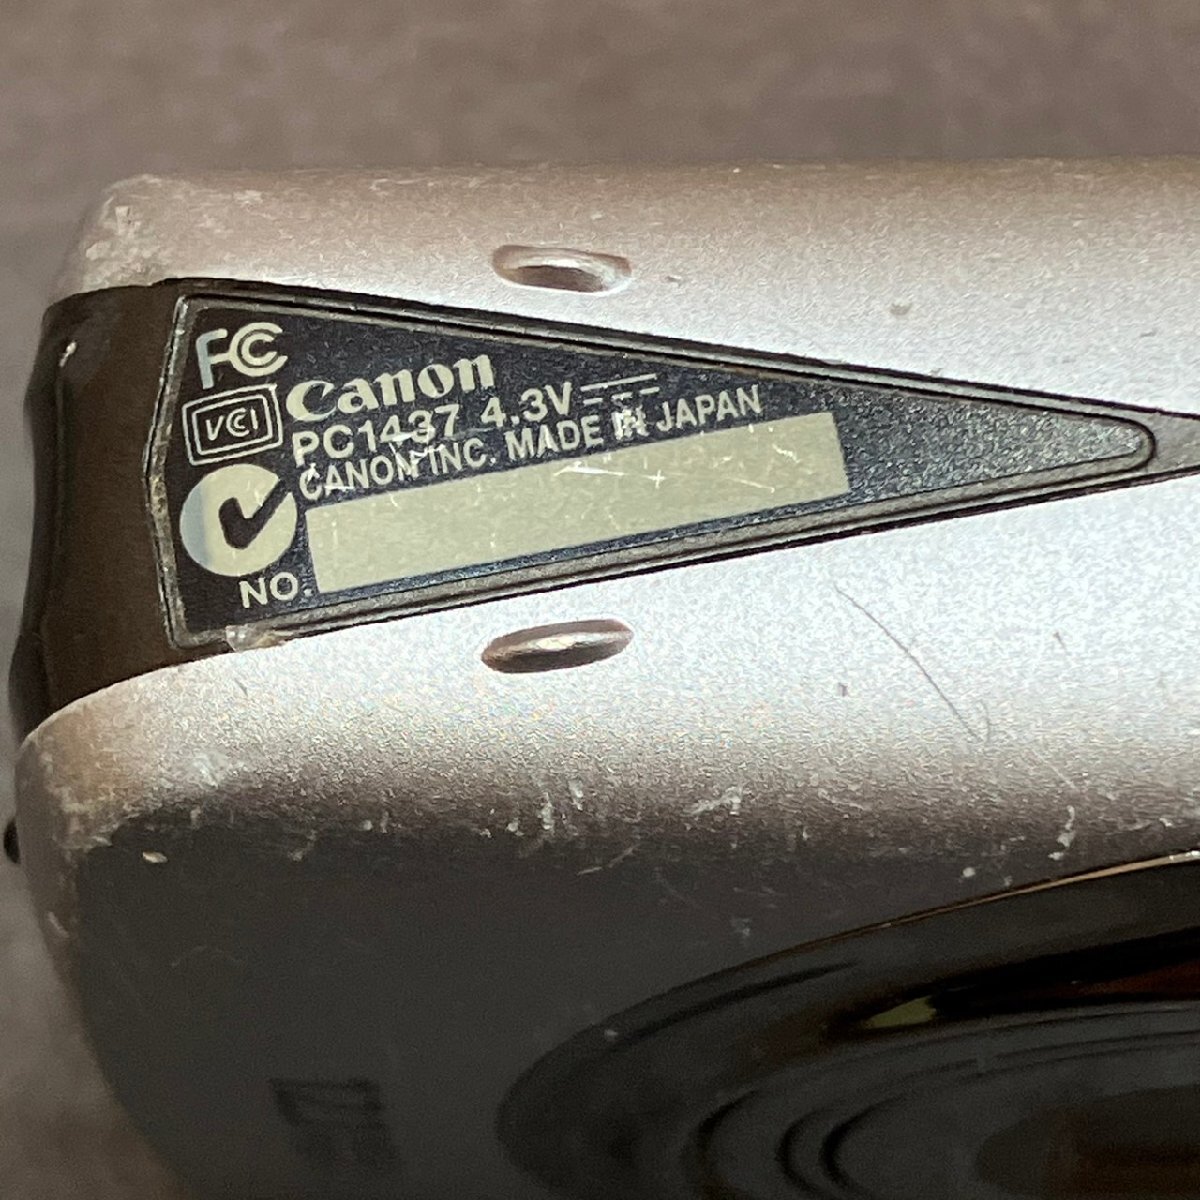 FC
VCI
Canon
PC1437 4.3V
CANON INC. MADE IN JAPAN
NO.